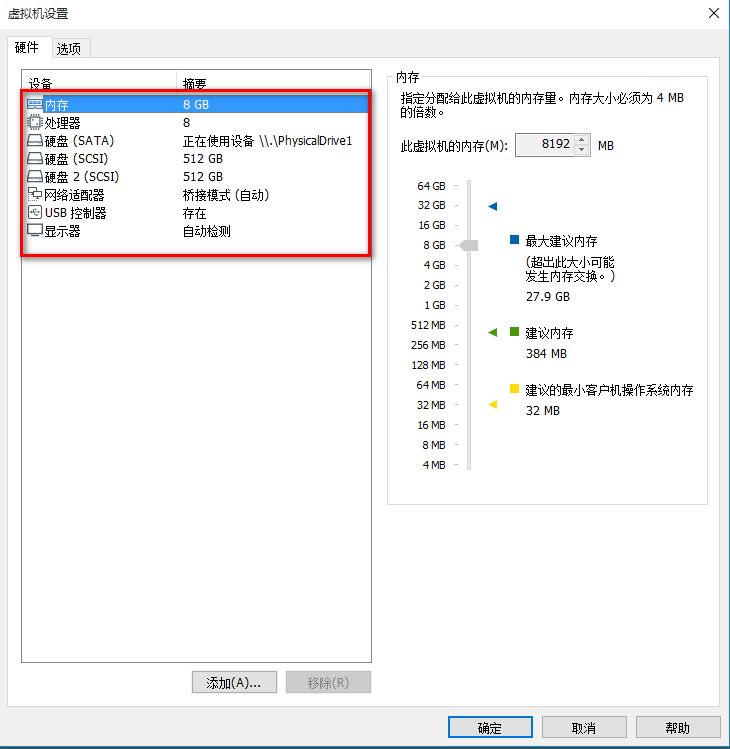 虚拟机设置
硬件
选项
设备 摘要
内存 8 GB
处理器 8
硬盘 (SATA) 正在使用设备 \\.\PhysicalDrive1
硬盘 (SCSI) 512 GB
硬盘 2 (SCSI) 512 GB
网络适配器 桥接模式 (自动)
USB 控制器 存在
显示器 自动检测
添加(A)...
移除(R)
内存
指定分配给此虚拟机的内存量。内存大小必须为 4 MB
的倍数。
此虚拟机的内存(M): 8192 MB
64 GB
32 GB
16 GB
8 GB
4 GB
2 GB
1 GB
512 MB
256 MB
128 MB
64 MB
32 MB
16 MB
8 MB
4 MB
最大建议内存
(超出此大小可能
发生内存交换。)
27.9 GB
建议内存
384 MB
建议的最小客户机操作系统内存
32 MB
确定
取消
帮助